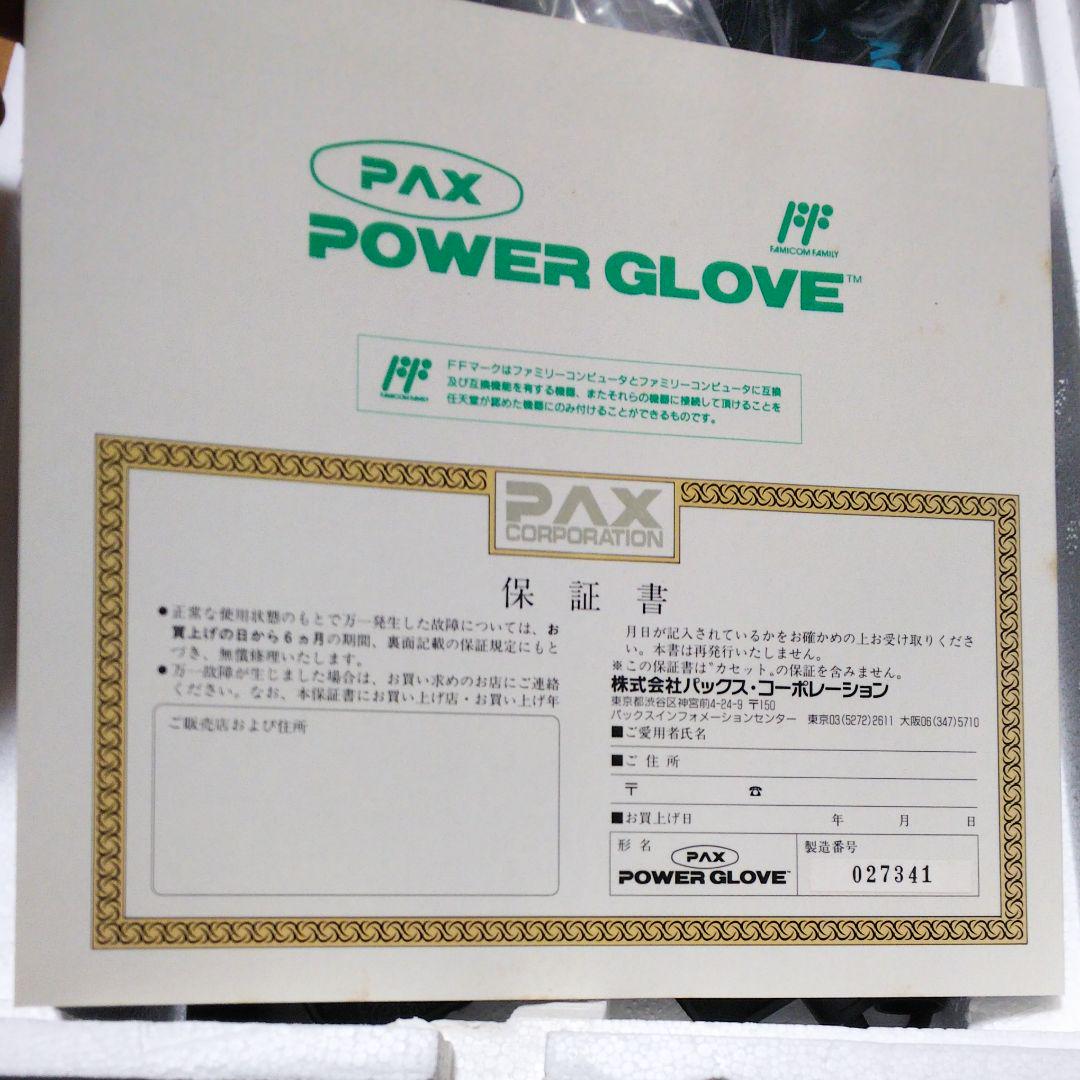 PAX
POWER GLOVE™
FAMICOM FAMILY
FAMICOM FAMILY
FFマークはファミリーコンピュータとファミリーコンピュータに互換
及び互換機能を有する機器、またそれらの機器に接続して頂けることを
任天堂が認めた機器にのみ付けることができるものです。
PAX
CORPORATION
保証書
●正常な使用状態のもとで万一発生した故障については、お
買上げの日から6ヵ月の期間、裏面記載の保証規定にもと
づき、無償修理いたします。
●万一故障が生じました場合は、お買い求めのお店にご連絡
ください。なお、本保証書にお買い上げ店・お買い上げ年
月日が記入されているかをお確かめの上お受け取りくださ
い。本書は再発行いたしません。
※この保証書は"カセット"の保証を含みません。
株式会社パックス・コーポレーション
東京都渋谷区神宮前4-24-9 〒150
パックスインフォメーションセンター 東京03(5272)2611 大阪06(347)5710
ご販売店および住所
■ご愛用者氏名
■ご住所
〒 ☎
■お買上げ日 年 月 日
形名
PAX
POWER GLOVE™
製造番号
027341